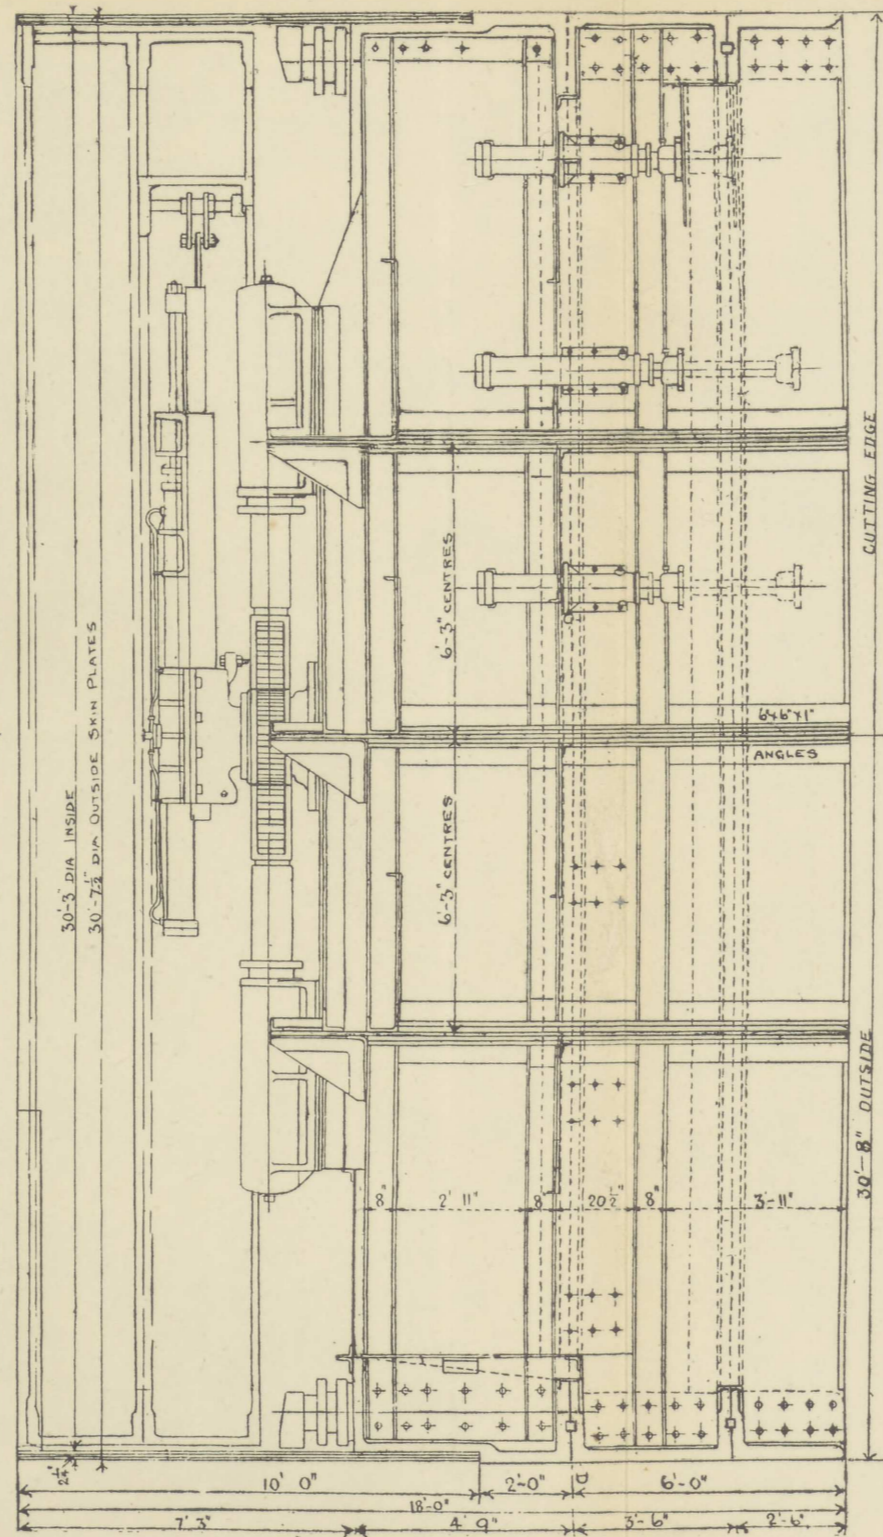 CUTTING EDGE
30'-8" OUTSIDE
6'-3" CENTRES
6'-3" CENTRES
6"x6"x1"
ANGLES
30'-3" DIA INSIDE
30'-7½" DIA OUTSIDE SKIN PLATES
8"
2' 11"
8"
20½"
8"
3'-11"
2¼"
10' 0"
2'-0"
6'-0"
18'-0"
7' 3"
4' 9"
3'-6"
2'-6"